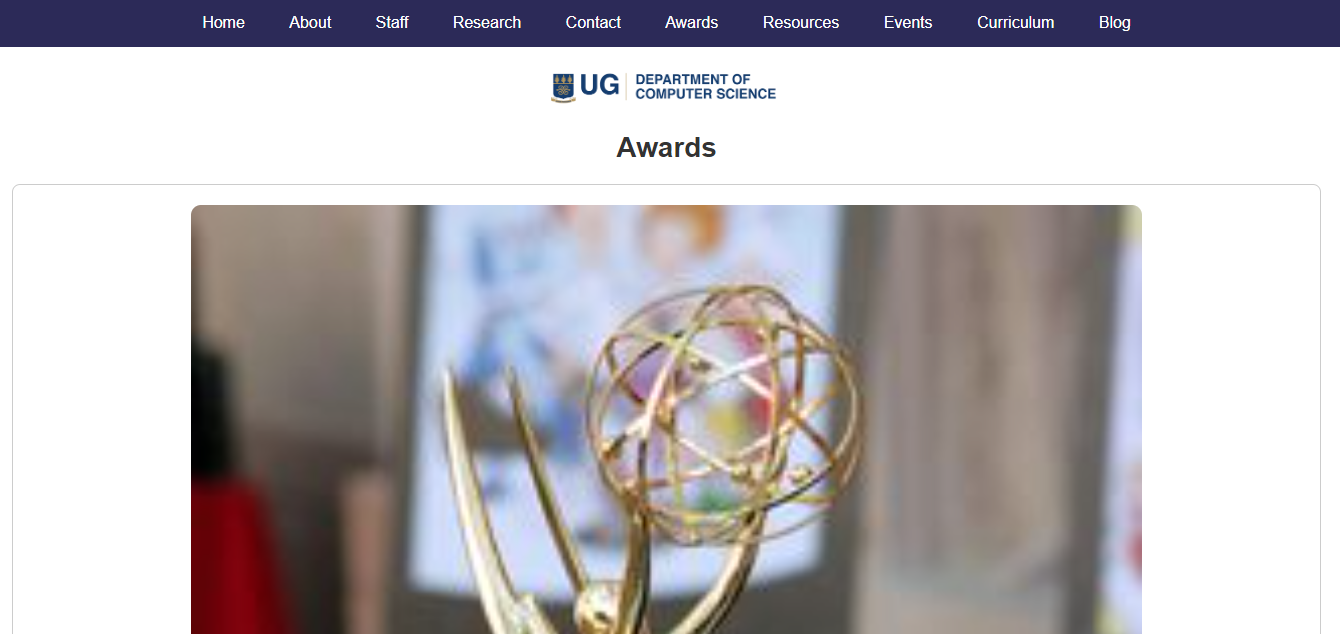 Home About Staff Research Contact Awards Resources Events Curriculum Blog
UG DEPARTMENT OF
COMPUTER SCIENCE
Awards